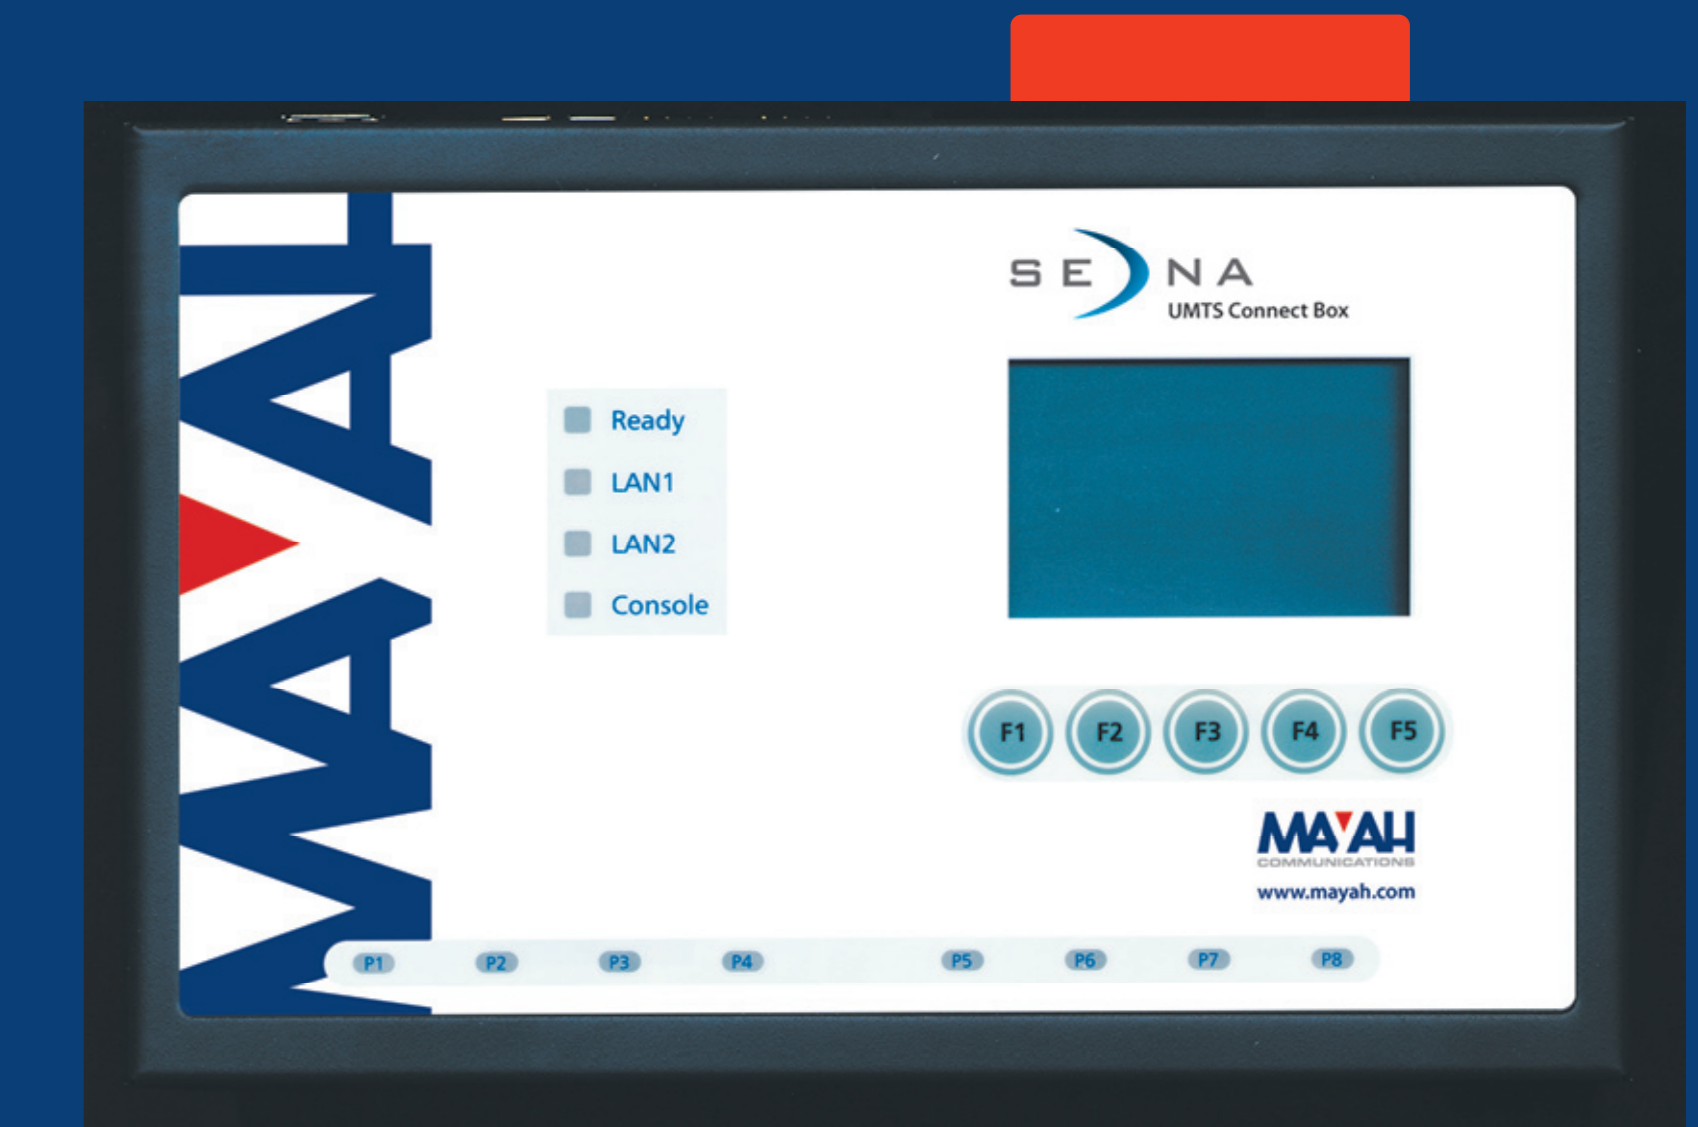 MAYAH
SEDNA
UMTS Connect Box
Ready
LAN1
LAN2
Console
F1 F2 F3 F4 F5
MAYAH
COMMUNICATIONS
www.mayah.com
P1 P2 P3 P4 P5 P6 P7 P8